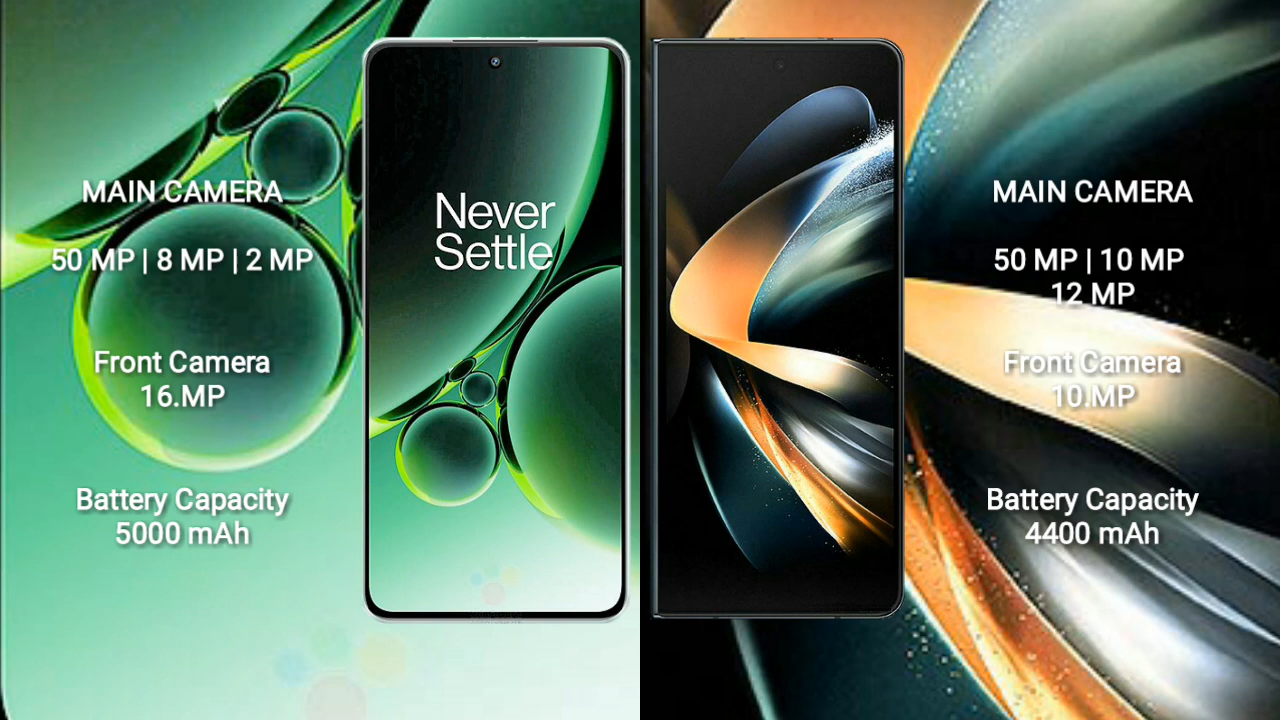 MAIN CAMERA
50 MP | 8 MP | 2 MP
Front Camera
16.MP
Battery Capacity
5000 mAh
Never
Settle
MAIN CAMERA
50 MP | 10 MP
12 MP
Front Camera
10.MP
Battery Capacity
4400 mAh